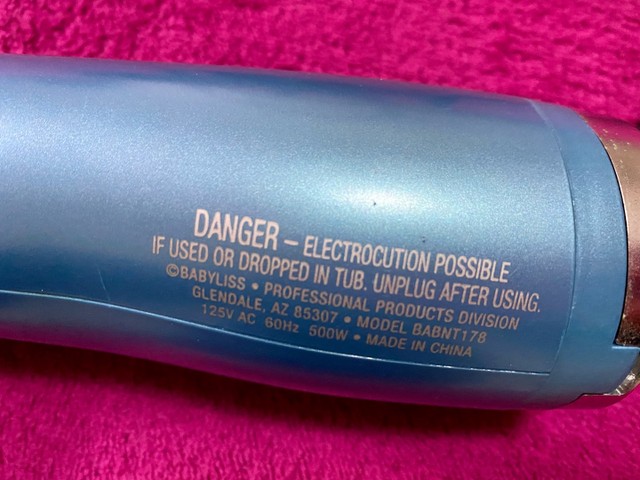 DANGER – ELECTROCUTION POSSIBLE
IF USED OR DROPPED IN TUB. UNPLUG AFTER USING.
©BABYLISS • PROFESSIONAL PRODUCTS DIVISION
GLENDALE, AZ 85307 • MODEL BABNT178
125V AC 60Hz 500W • MADE IN CHINA